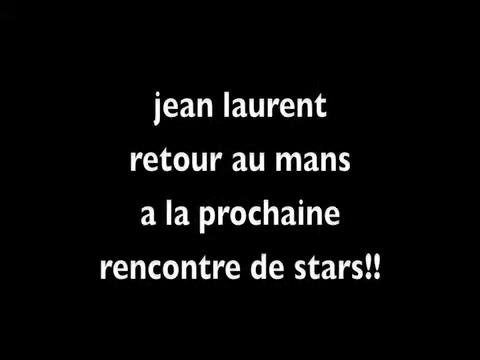 jean laurent
retour au mans
a la prochaine
rencontre de stars!!